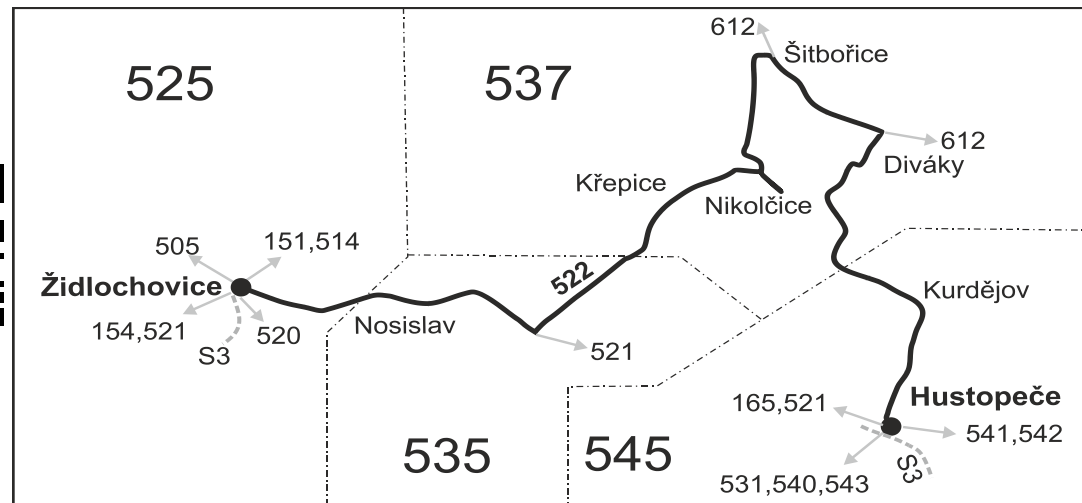 612
525
537
Šitbořice
612
Diváky
Křepice
Nikolčice
505
151,514
Židlochovice
522
Kurdějov
154,521
520
Nosislav
S3
521
Hustopeče
165,521
541,542
535
545
S3
531,540,543